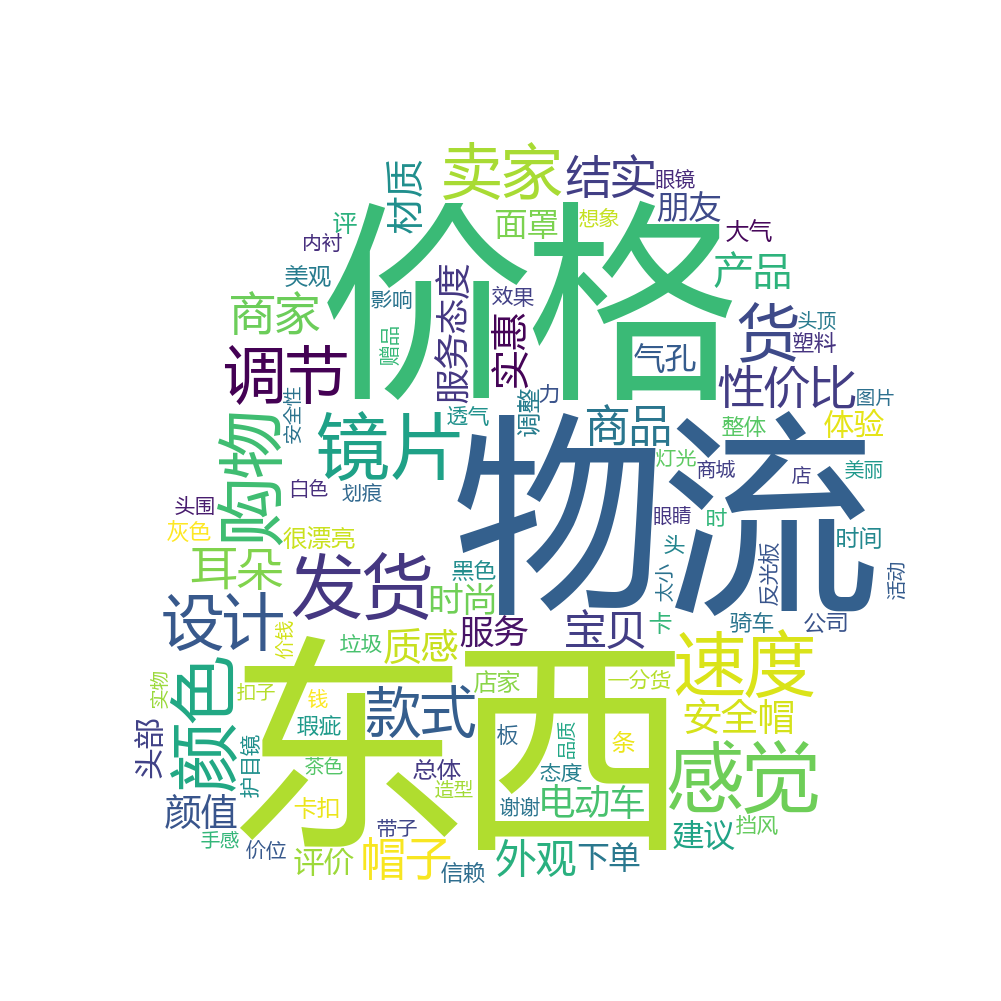 卖家
结实
眼镜
材质
评
面罩
想象
朋友
大气
内衬
价格
产品
美观
影响
服务态度
效果
商家
赠品
实惠
气孔
货
头顶
塑料
调节
性价比
图片
安全性
购物
镜片
透气
调整
力
商品
整体
体验
物流
灯光
商城
店
美丽
头围
白色
划痕
眼睛
时
灰色
很漂亮
头
时间
耳朵
发货
黑色
时尚
太小
反光板
活动
设计
服务
宝贝
卡
骑车
公司
价钱
垃圾
质感
速度
东西
店家
一分货
实物
颜色
扣子
钱
款式
安全帽
头部
瑕疵
板
品质
条
感觉
护目镜
茶色
总体
态度
颜值
卡扣
造型
谢谢
电动车
建议
挡风
手感
价位
带子
评价
帽子
信赖
外观
下单